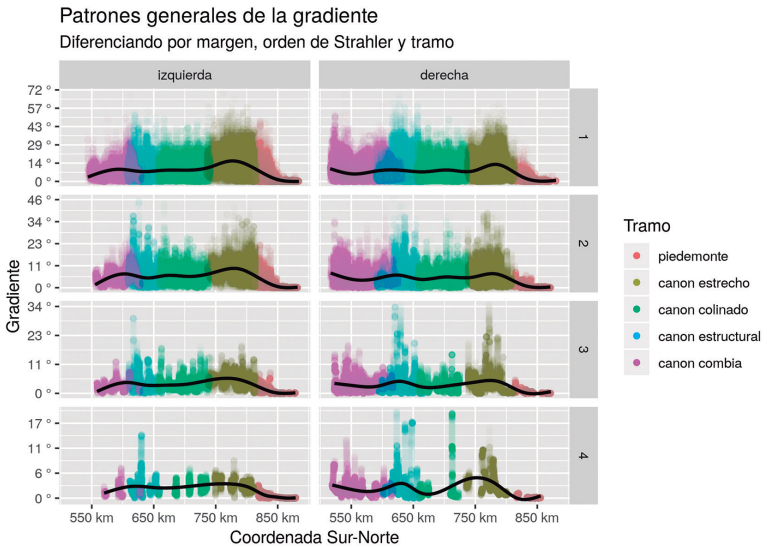 Patrones generales de la gradiente
Diferenciando por margen, orden de Strahler y tramo
izquierda
derecha
72 °
57 °
43 °
29 °
14 °
0 °
1
46 °
34 °
23 °
11 °
0 °
2
34 °
23 °
11 °
0 °
3
17 °
11 °
6 °
0 °
4
Gradiente
550 km 650 km 750 km 850 km
550 km 650 km 750 km 850 km
Coordenada Sur-Norte
Tramo
piedemonte
canon estrecho
canon colinado
canon estructural
canon combia